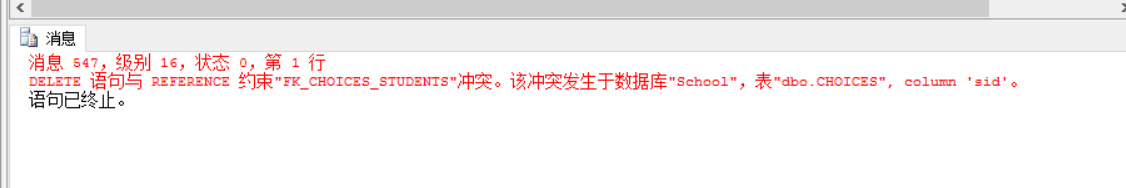 消息
消息 547，级别 16，状态 0，第 1 行
DELETE 语句与 REFERENCE 约束"FK_CHOICES_STUDENTS"冲突。该冲突发生于数据库"School"，表"dbo.CHOICES", column 'sid'。
语句已终止。